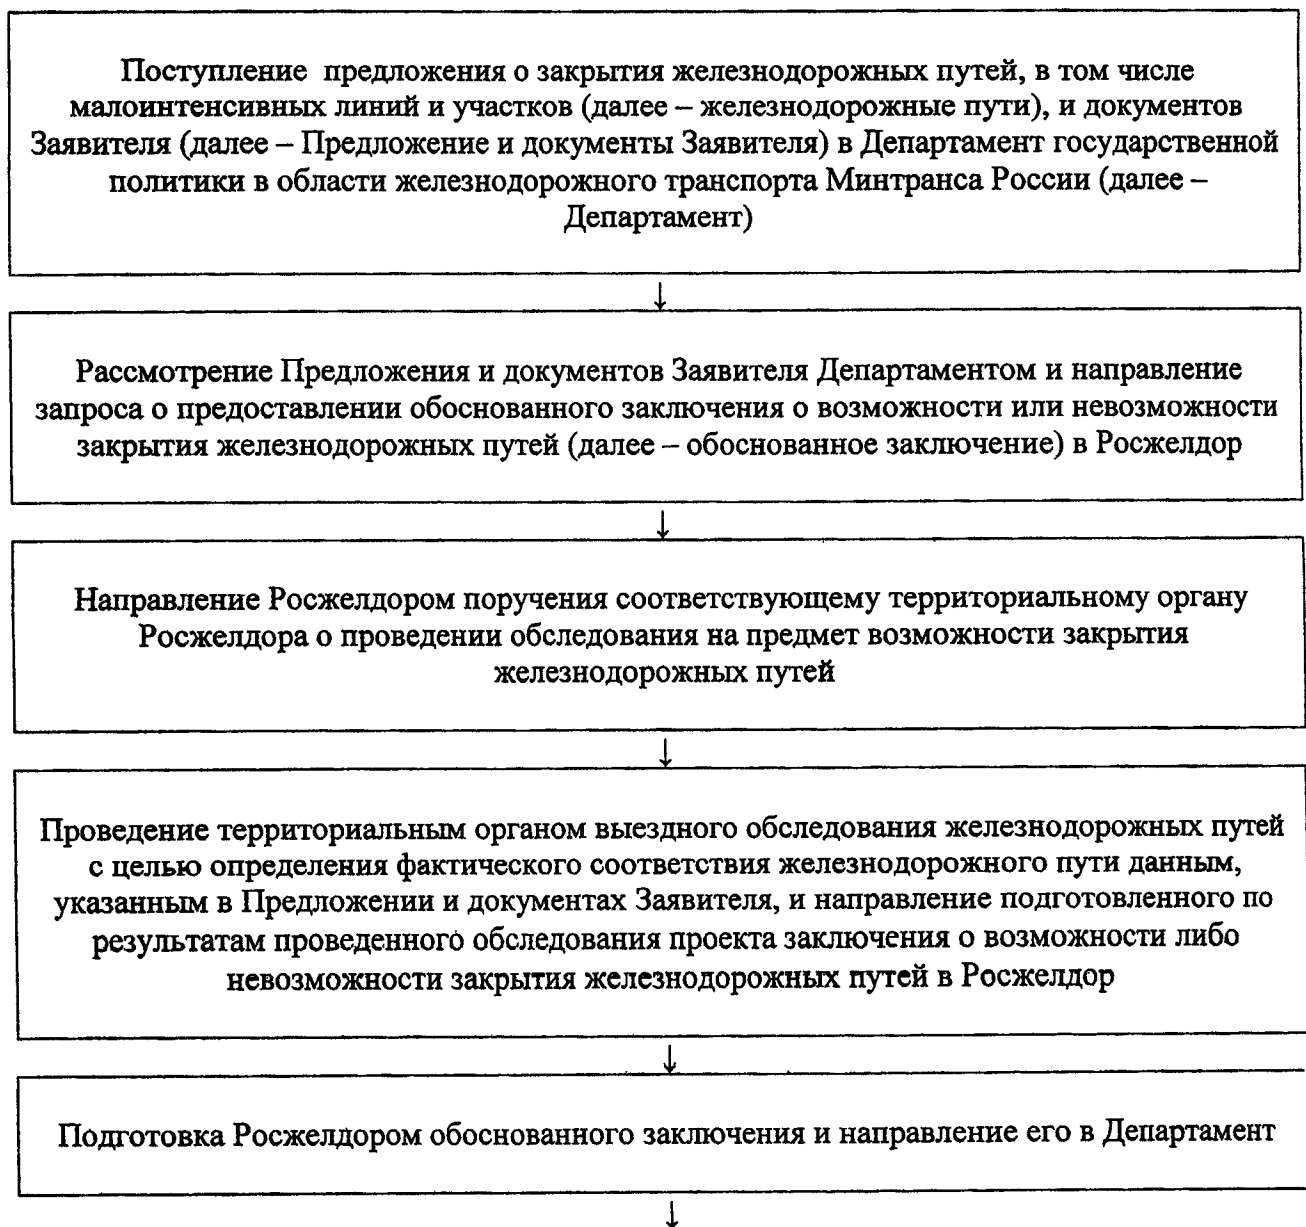 Поступление предложения о закрытия железнодорожных путей, в том числе
малоинтенсивных линий и участков (далее – железнодорожные пути), и документов
Заявителя (далее – Предложение и документы Заявителя) в Департамент государственной
политики в области железнодорожного транспорта Минтранса России (далее –
Департамент)
↓
Рассмотрение Предложения и документов Заявителя Департаментом и направление
запроса о предоставлении обоснованного заключения о возможности или невозможности
закрытия железнодорожных путей (далее – обоснованное заключение) в Росжелдор
↓
Направление Росжелдором поручения соответствующему территориальному органу
Росжелдора о проведении обследования на предмет возможности закрытия
железнодорожных путей
↓
Проведение территориальным органом выездного обследования железнодорожных путей
с целью определения фактического соответствия железнодорожного пути данным,
указанным в Предложении и документах Заявителя, и направление подготовленного по
результатам проведенного обследования проекта заключения о возможности либо
невозможности закрытия железнодорожных путей в Росжелдор
↓
Подготовка Росжелдором обоснованного заключения и направление его в Департамент
↓